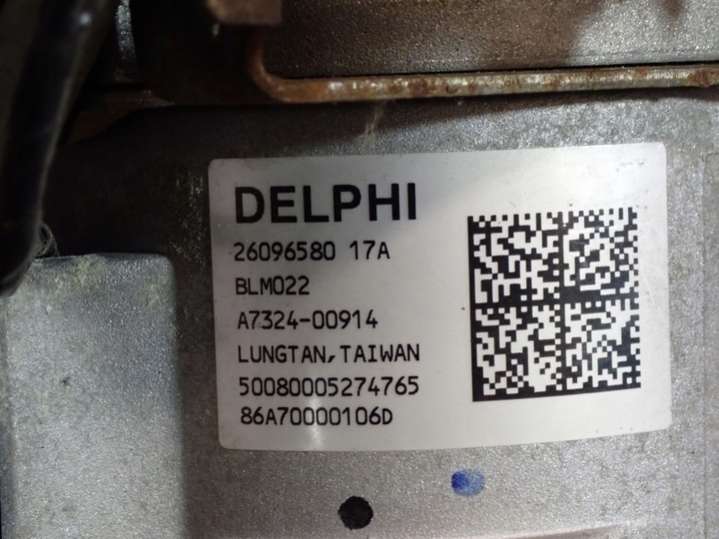 DELPHI
26096580 17A
BLM022
A7324-00914
LUNGTAN, TAIWAN
50080005274765
86A70000106D